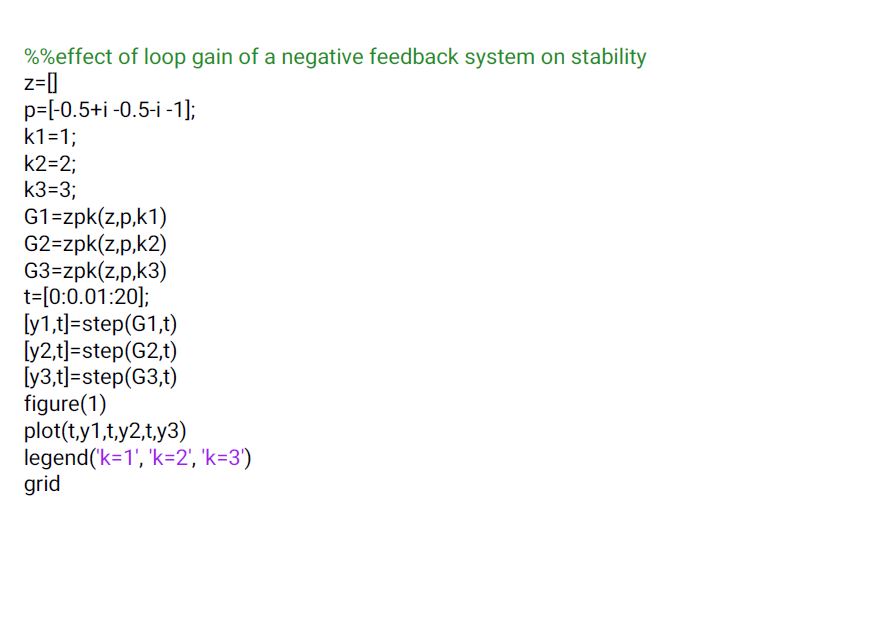 %%effect of loop gain of a negative feedback system on stability
z=[]
p=[-0.5+i -0.5-i -1];
k1=1;
k2=2;
k3=3;
G1=zpk(z,p,k1)
G2=zpk(z,p,k2)
G3=zpk(z,p,k3)
t=[0:0.01:20];
[y1,t]=step(G1,t)
[y2,t]=step(G2,t)
[y3,t]=step(G3,t)
figure(1)
plot(t,y1,t,y2,t,y3)
legend('k=1', 'k=2', 'k=3')
grid